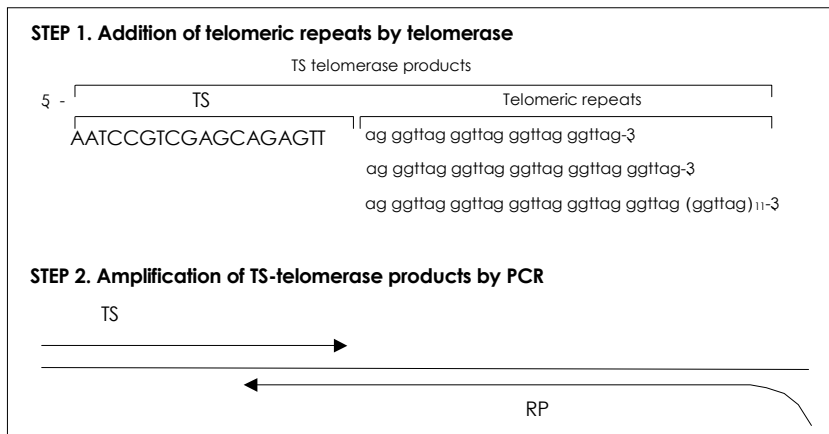 STEP 1. Addition of telomeric repeats by telomerase
TS telomerase products
5 - TS Telomeric repeats
AATCCGTCGAGCAGAGTT ag ggttag ggttag ggttag ggttag-3
ag ggttag ggttag ggttag ggttag ggttag-3
ag ggttag ggttag ggttag ggttag ggttag (ggttag)11-3
STEP 2. Amplification of TS-telomerase products by PCR
TS
RP